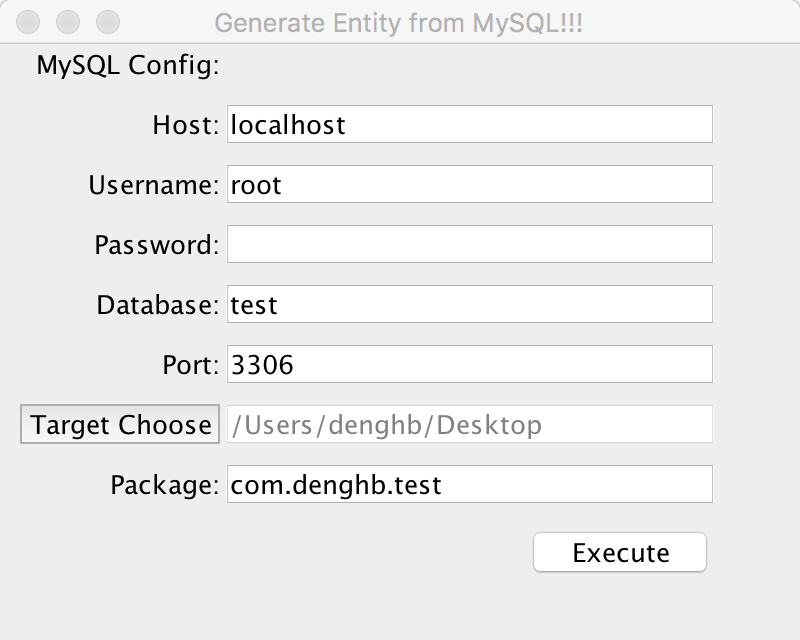 Generate Entity from MySQL!!!
MySQL Config:
Host: localhost
Username: root
Password:
Database: test
Port: 3306
Target Choose /Users/denghb/Desktop
Package: com.denghb.test
Execute